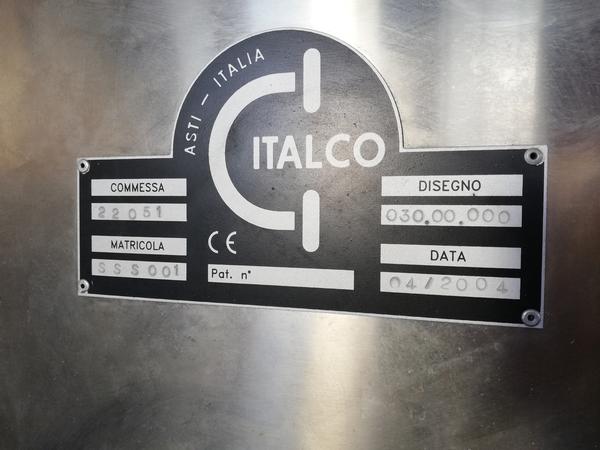 ASTI - ITALIA
ITALCO
COMMESSA
22051
MATRICOLA
SSS001
CE
Pat. n°
DISEGNO
030.00.000
DATA
04/2004